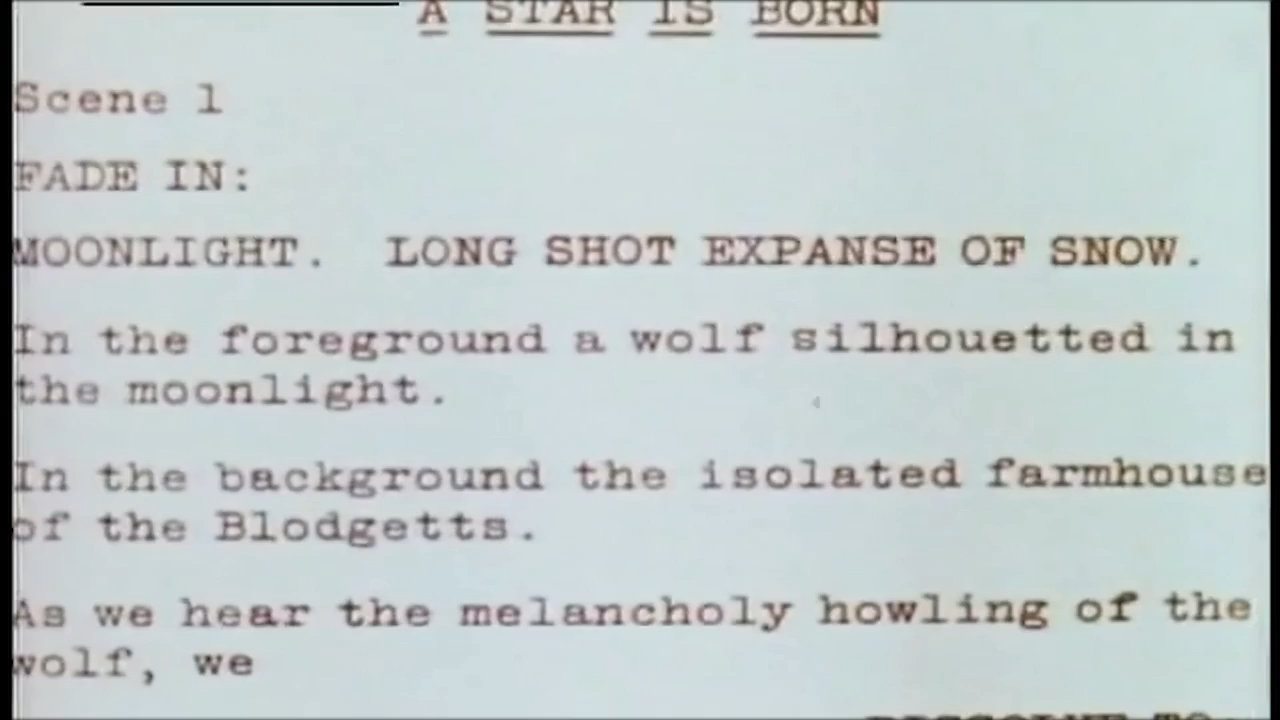 A STAR IS BORN
Scene 1
FADE IN:
MOONLIGHT. LONG SHOT EXPANSE OF SNOW.
In the foreground a wolf silhouetted in
the moonlight.
In the background the isolated farmhouse
of the Blodgetts.
As we hear the melancholy howling of the
wolf, we
DISSOLVE TO